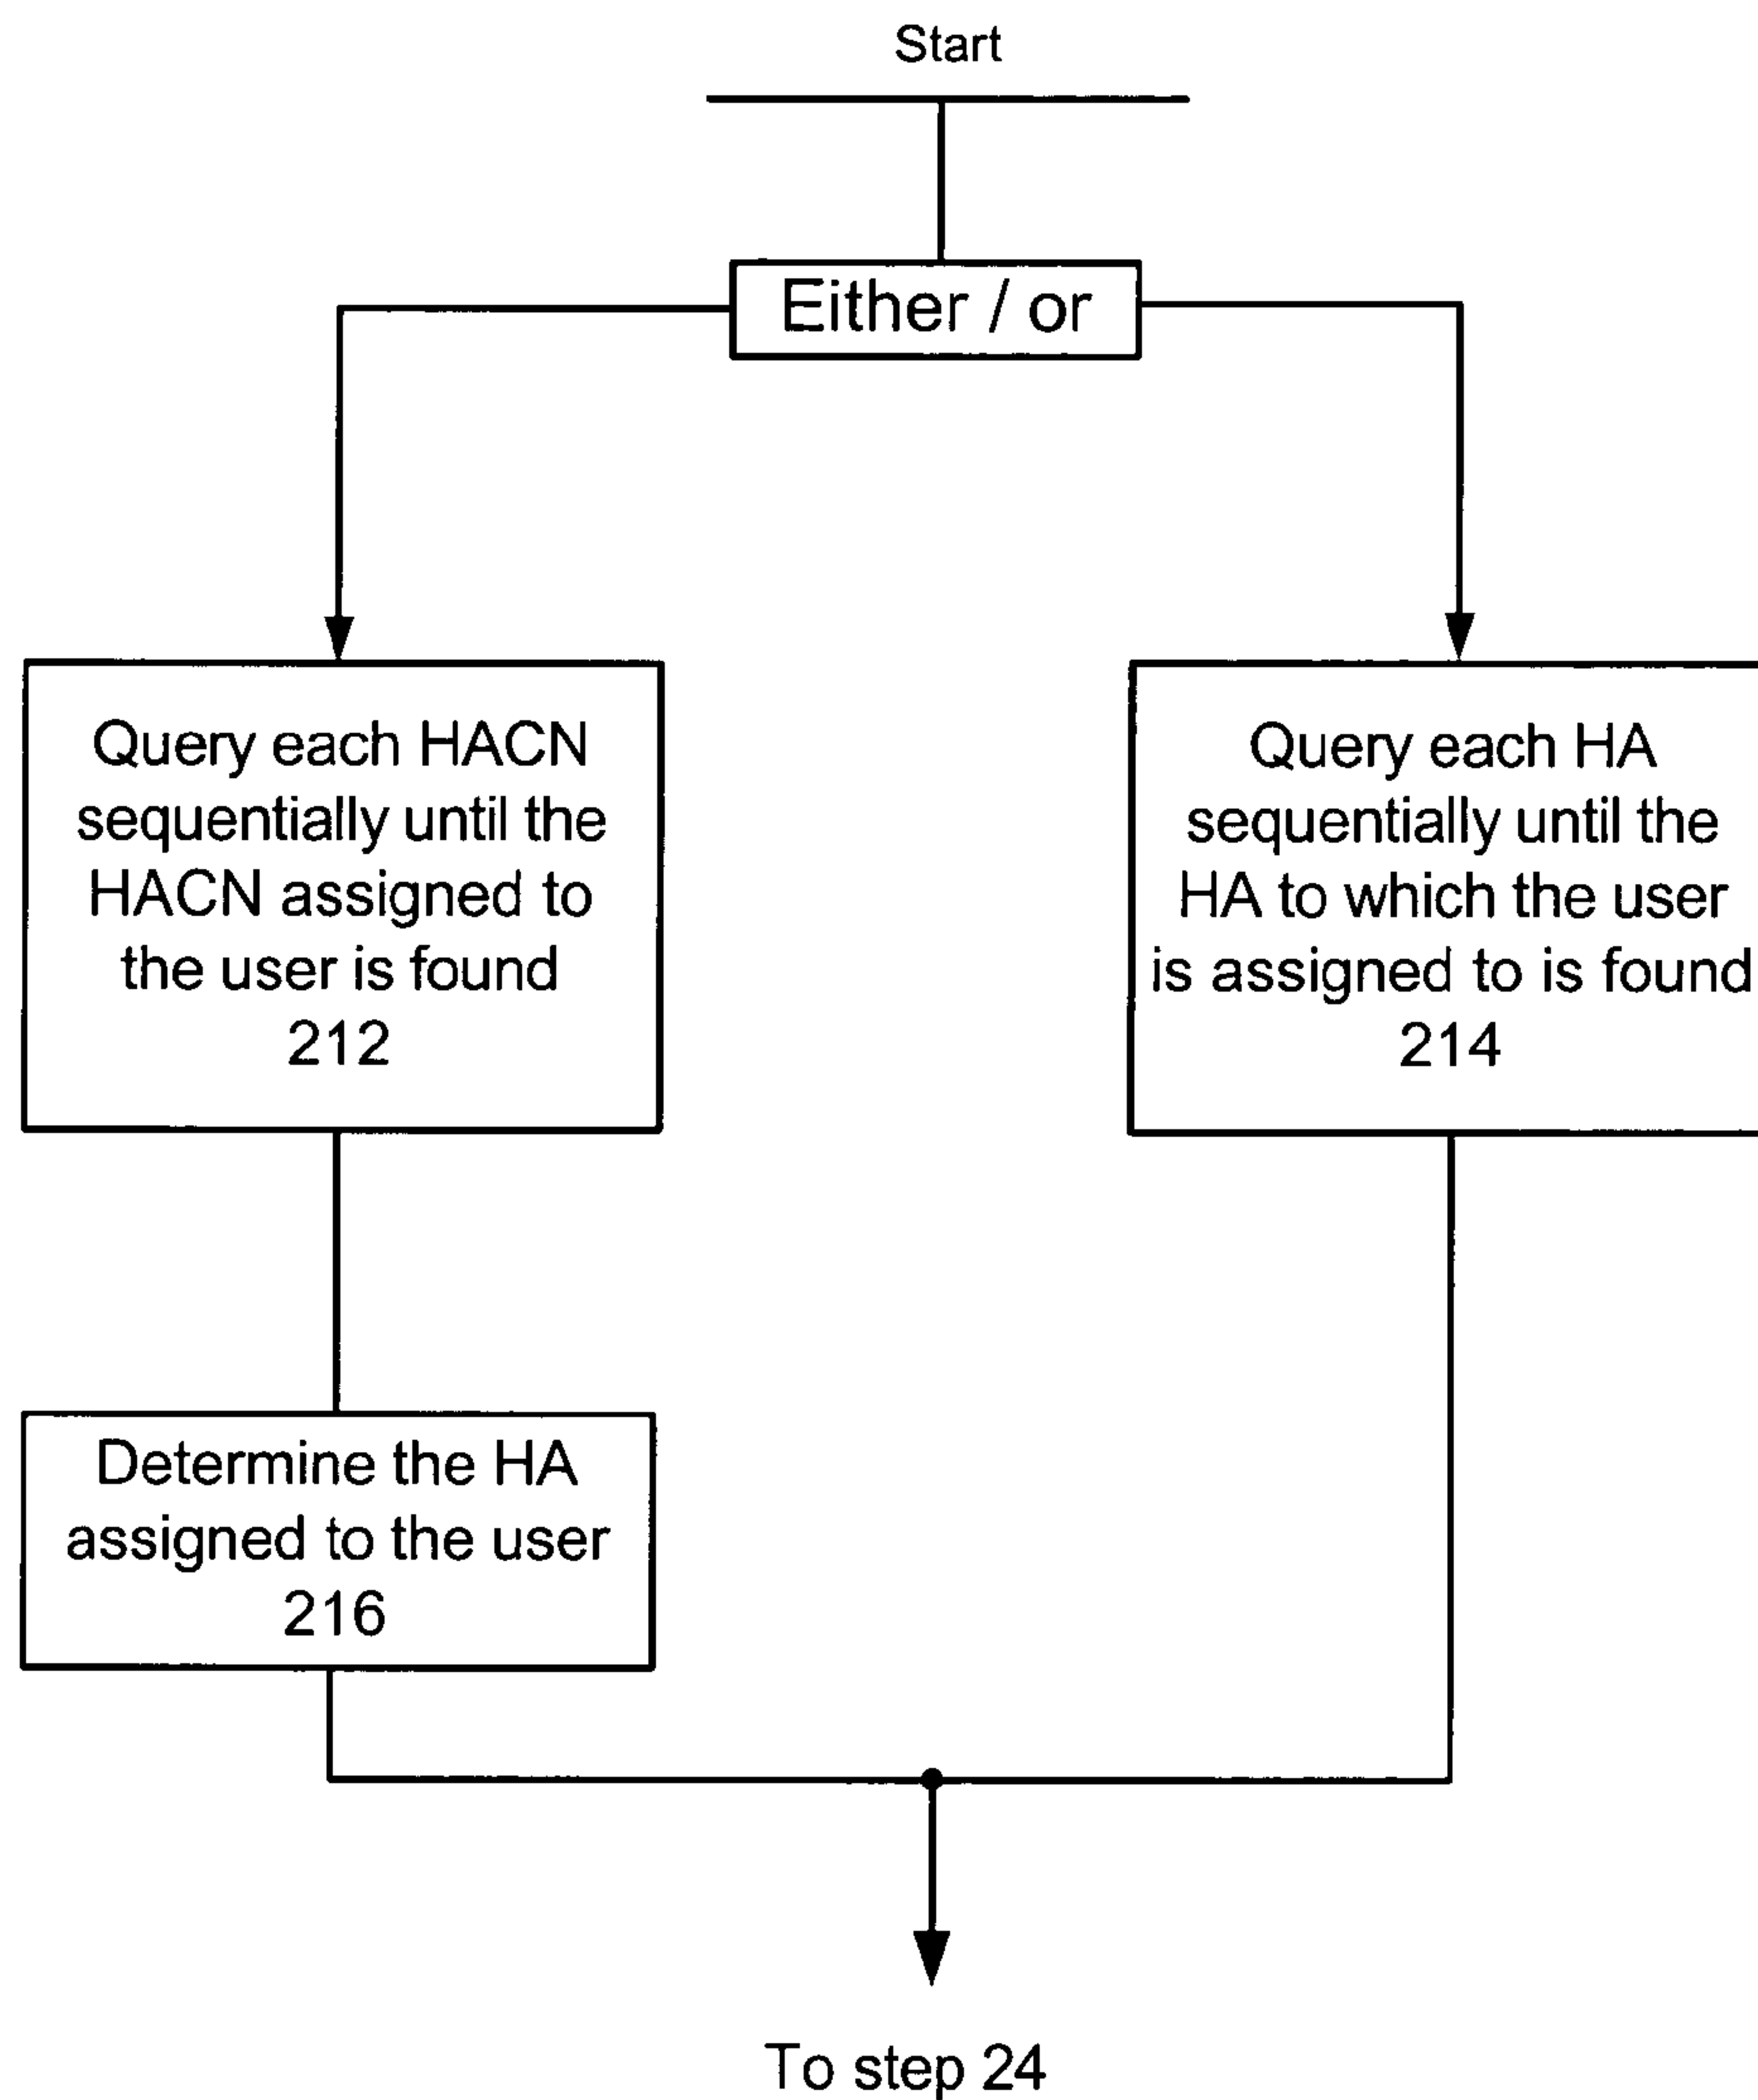 Start
Either / or
Query each HACN
sequentially until the
HACN assigned to
the user is found
212
Query each HA
sequentially until the
HA to which the user
is assigned to is found
214
Determine the HA
assigned to the user
216
To step 24